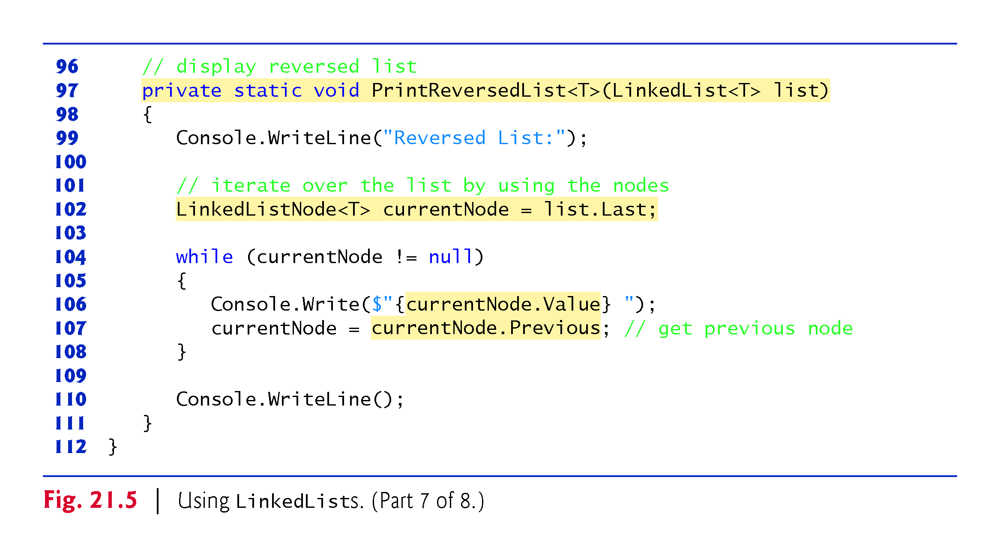 96 // display reversed list
97 private static void PrintReversedList<T>(LinkedList<T> list)
98 {
99 Console.WriteLine("Reversed List:");
100
101 // iterate over the list by using the nodes
102 LinkedListNode<T> currentNode = list.Last;
103
104 while (currentNode != null)
105 {
106 Console.Write($"{currentNode.Value} ");
107 currentNode = currentNode.Previous; // get previous node
108 }
109
110 Console.WriteLine();
111 }
112 }
Fig. 21.5 | Using LinkedLists. (Part 7 of 8.)